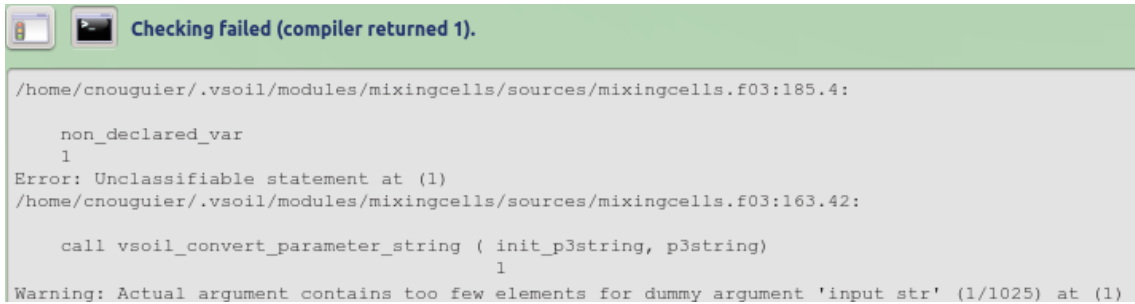 Checking failed (compiler returned 1).
/home/cnouguier/.vsoil/modules/mixingcells/sources/mixingcells.f03:185.4:
non_declared_var
1
Error: Unclassifiable statement at (1)
/home/cnouguier/.vsoil/modules/mixingcells/sources/mixingcells.f03:163.42:
call vsoil_convert_parameter_string ( init_p3string, p3string)
1
Warning: Actual argument contains too few elements for dummy argument 'input_str' (1/1025) at (1)